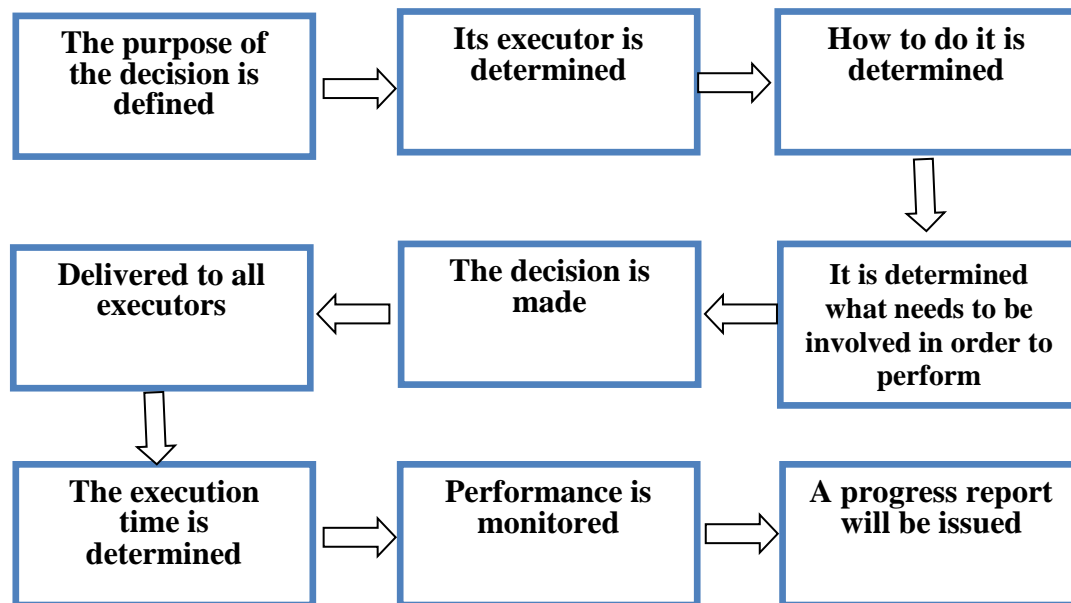 The purpose of
the decision is
defined
Its executor is
determined
How to do it is
determined
It is determined
what needs to be
involved in order to
perform
The decision is
made
Delivered to all
executors
The execution
time is
determined
Performance is
monitored
A progress report
will be issued